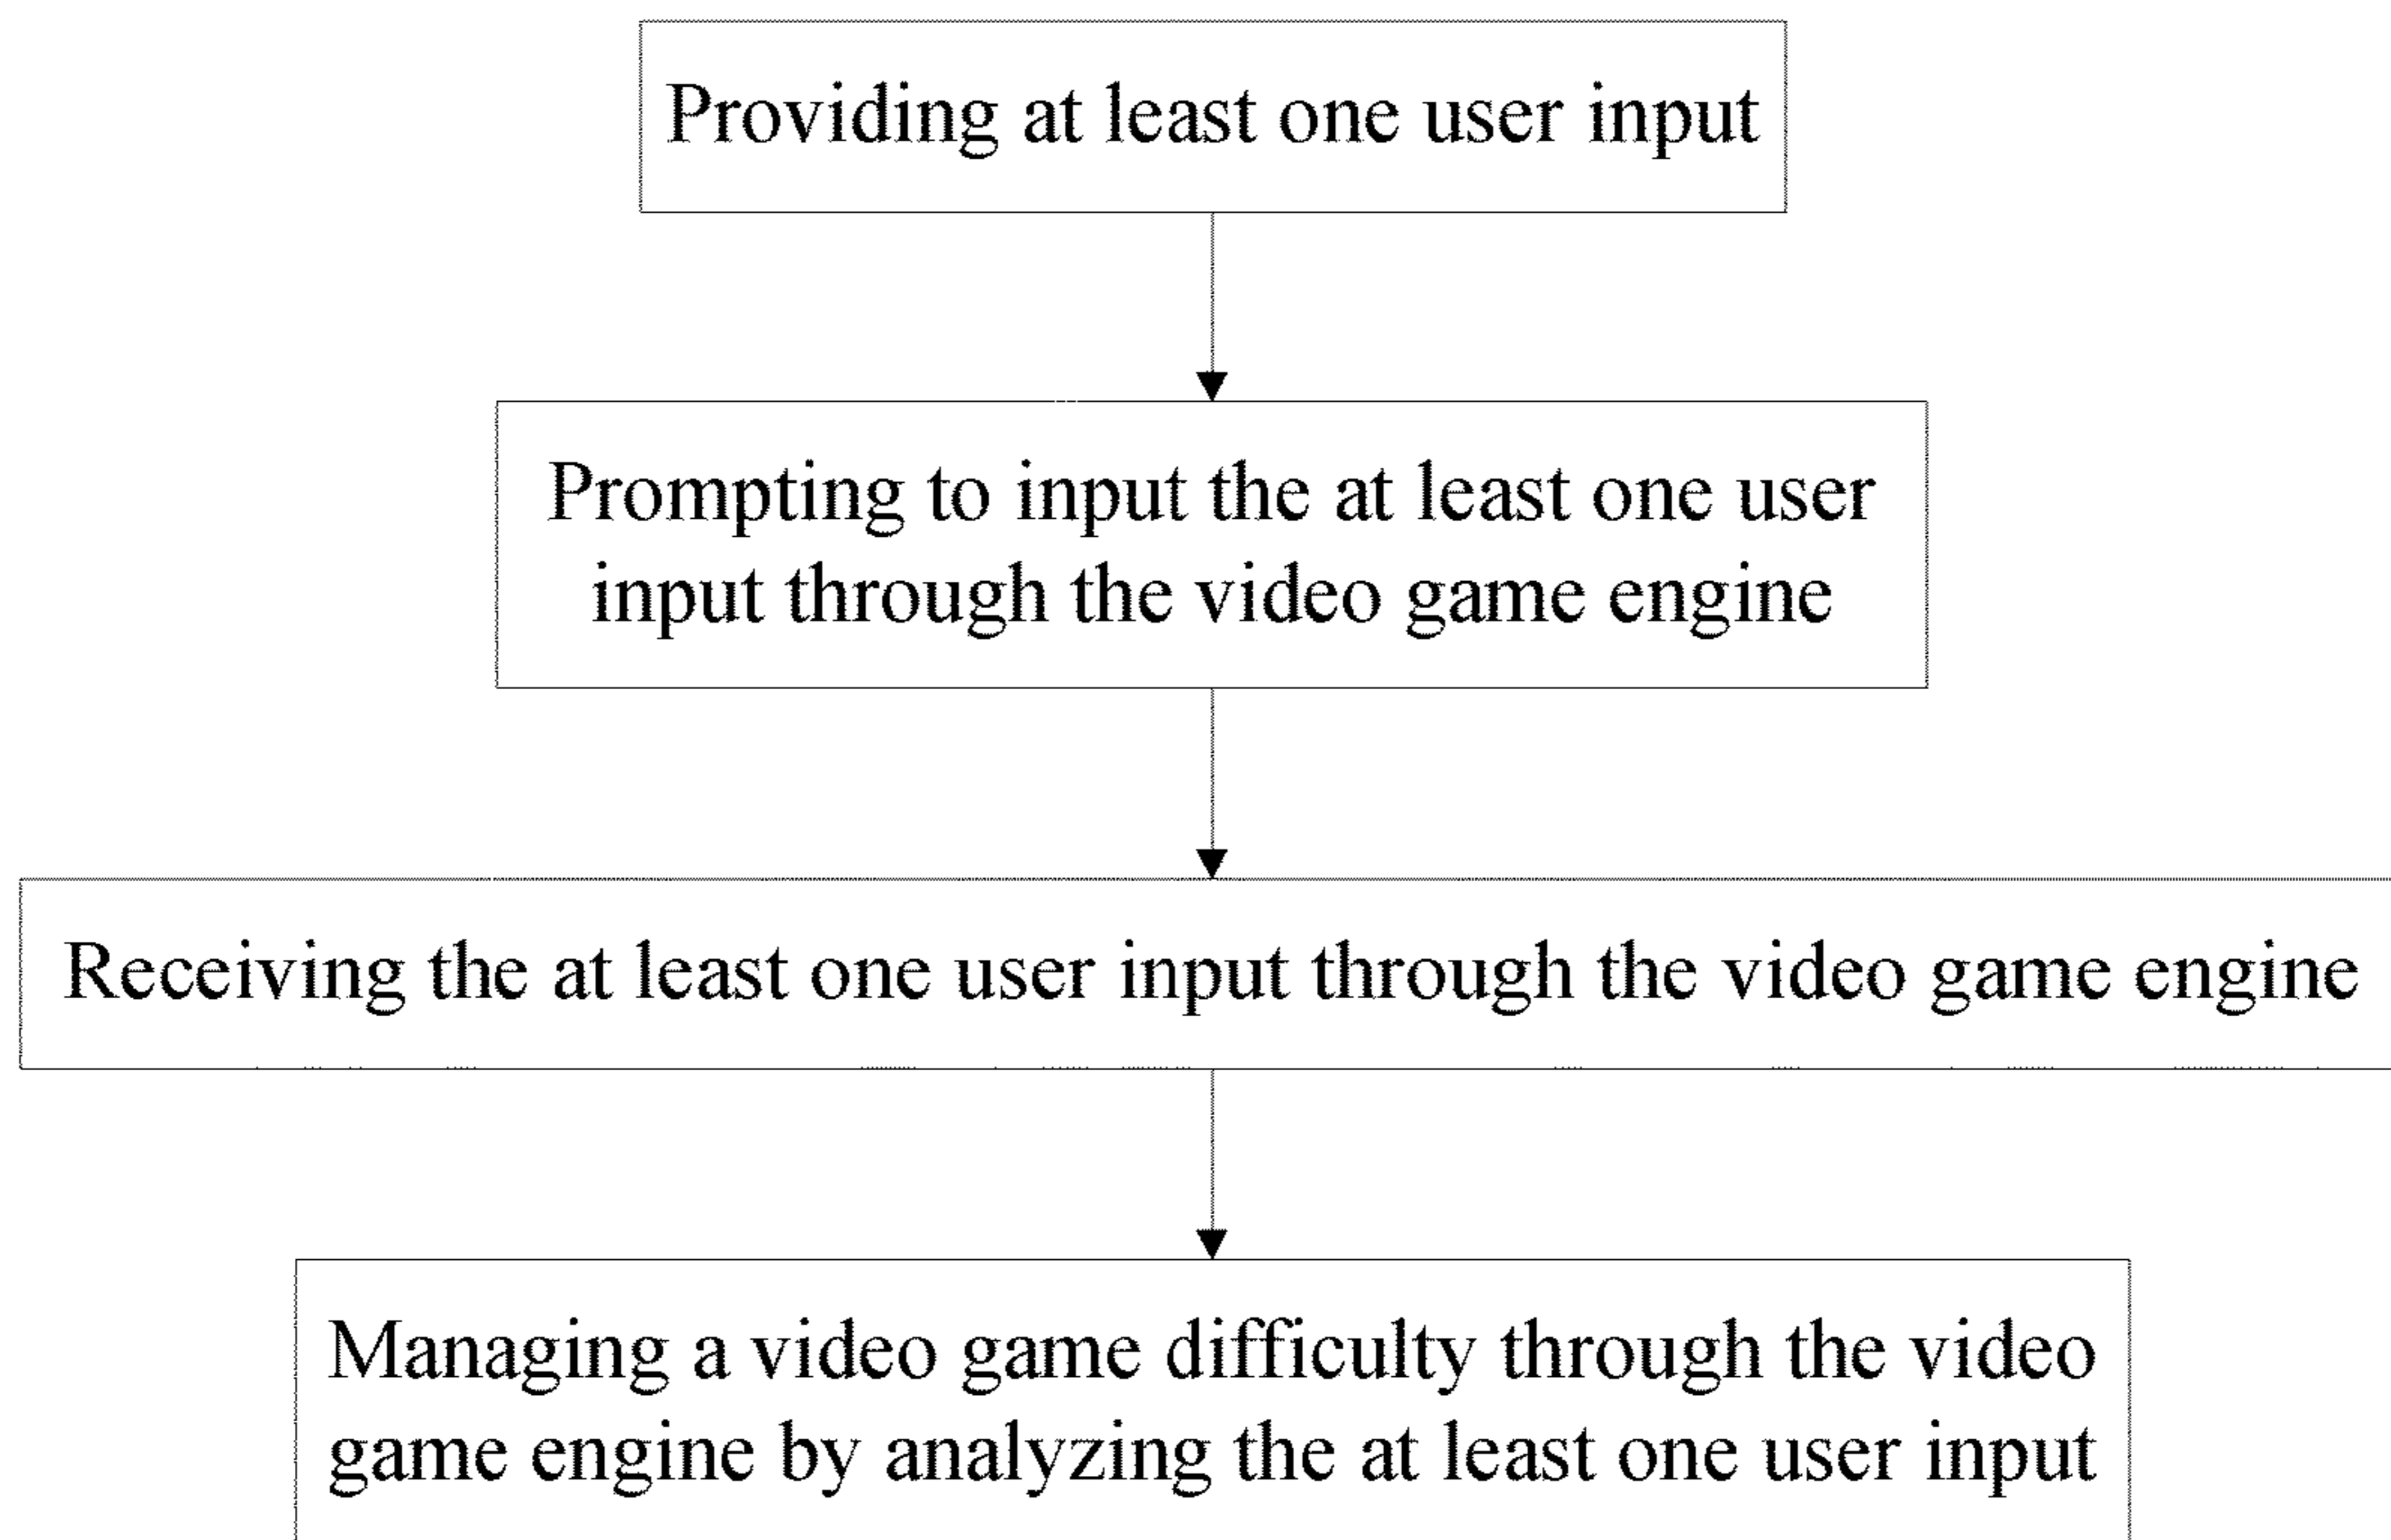 Providing at least one user input
Prompting to input the at least one user
input through the video game engine
Receiving the at least one user input through the video game engine
Managing a video game difficulty through the video
game engine by analyzing the at least one user input